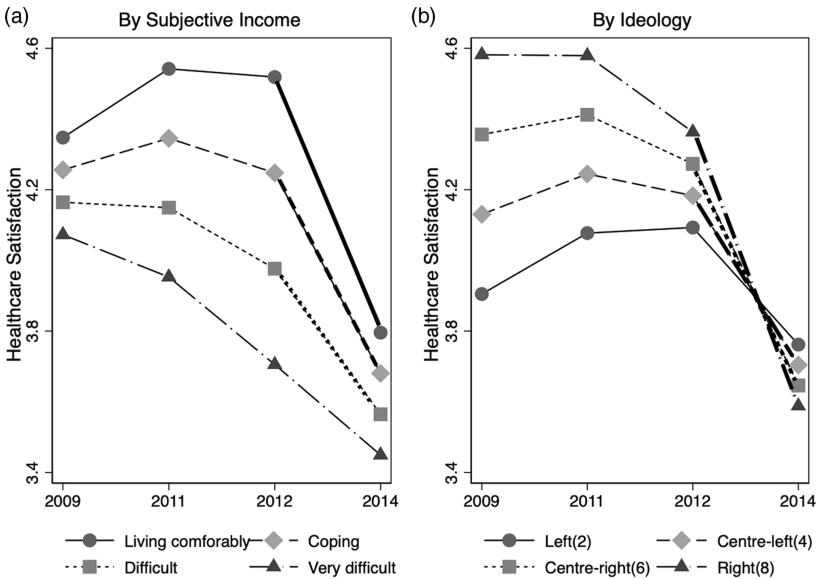 (a) By Subjective Income
Healthcare Satisfaction
4.6
4.2
3.8
3.4
2009 2011 2012 2014
Living comforably Coping
Difficult Very difficult
(b) By Ideology
Healthcare Satisfaction
4.6
4.2
3.8
3.4
2009 2011 2012 2014
Left(2) Centre-left(4)
Centre-right(6) Right(8)